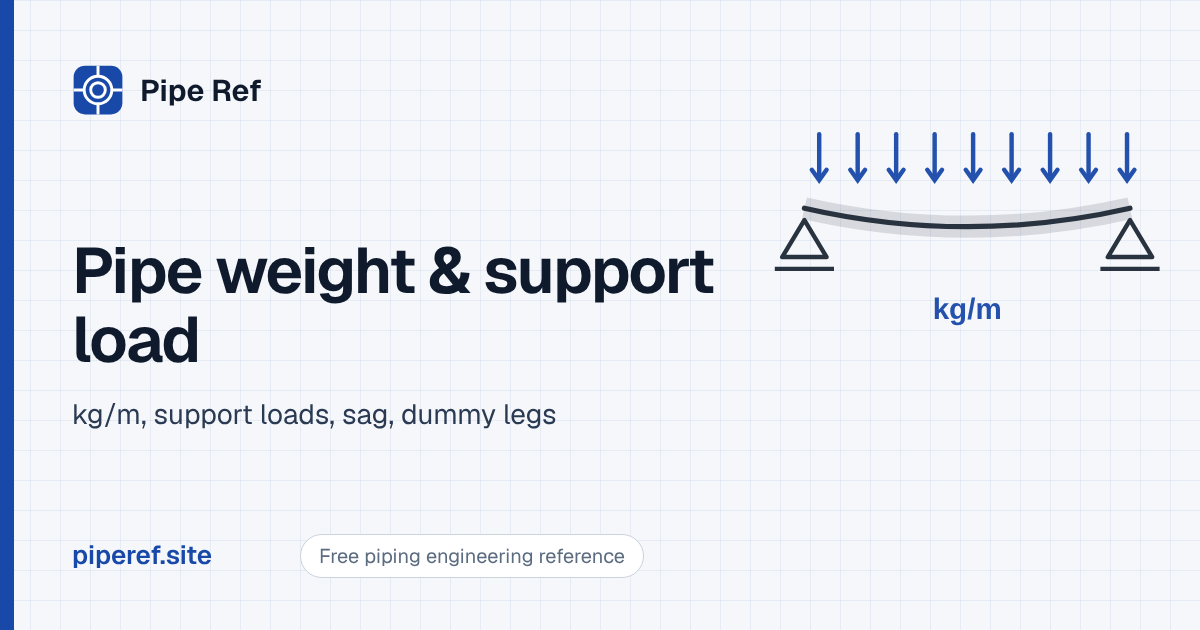 Pipe Ref
Pipe weight & support
load
kg/m, support loads, sag, dummy legs
kg/m
piperef.site
Free piping engineering reference